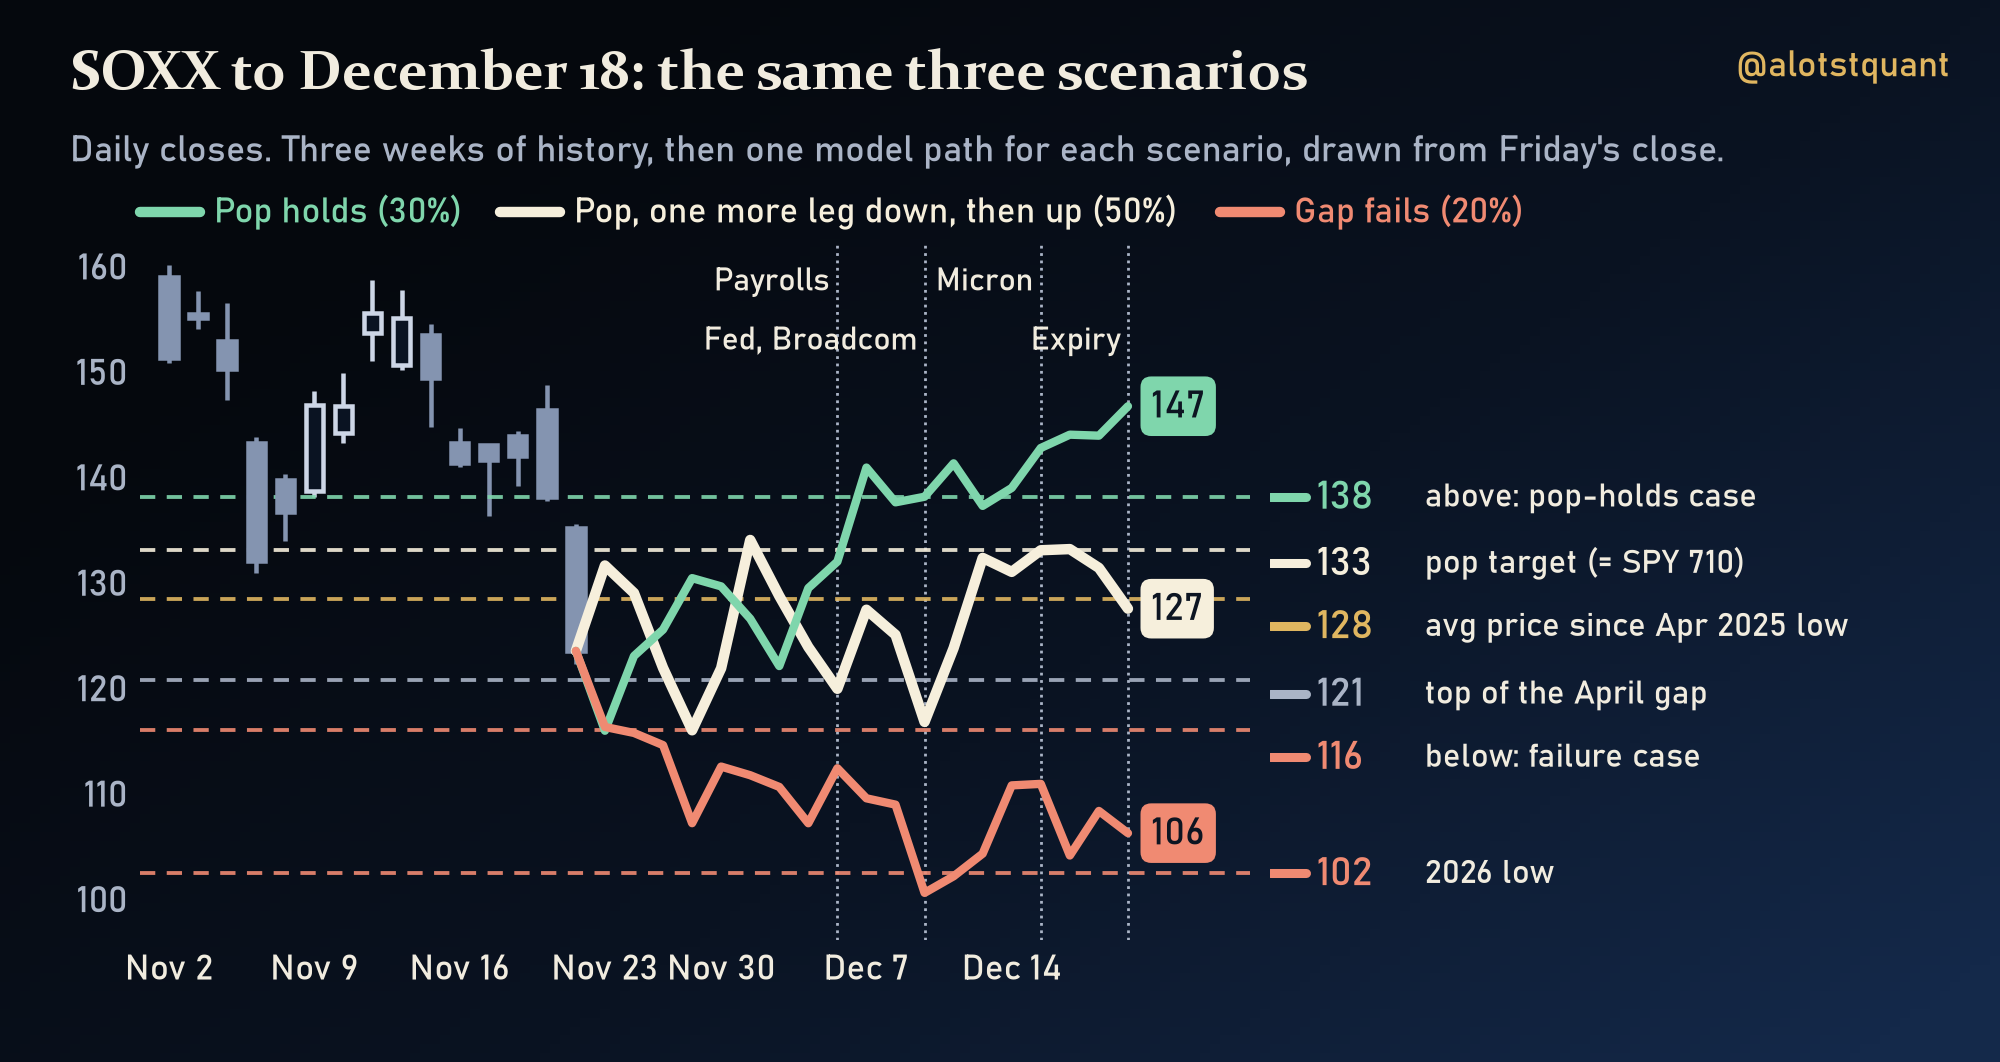 SOXX to December 18: the same three scenarios
@alotstquant
Daily closes. Three weeks of history, then one model path for each scenario, drawn from Friday's close.
Pop holds (30%)
Pop, one more leg down, then up (50%)
Gap fails (20%)
160
150
140
130
120
110
100
Payrolls
Micron
Fed, Broadcom
Expiry
147
127
106
138 above: pop-holds case
133 pop target (= SPY 710)
128 avg price since Apr 2025 low
121 top of the April gap
116 below: failure case
102 2026 low
Nov 2 Nov 9 Nov 16 Nov 23 Nov 30 Dec 7 Dec 14